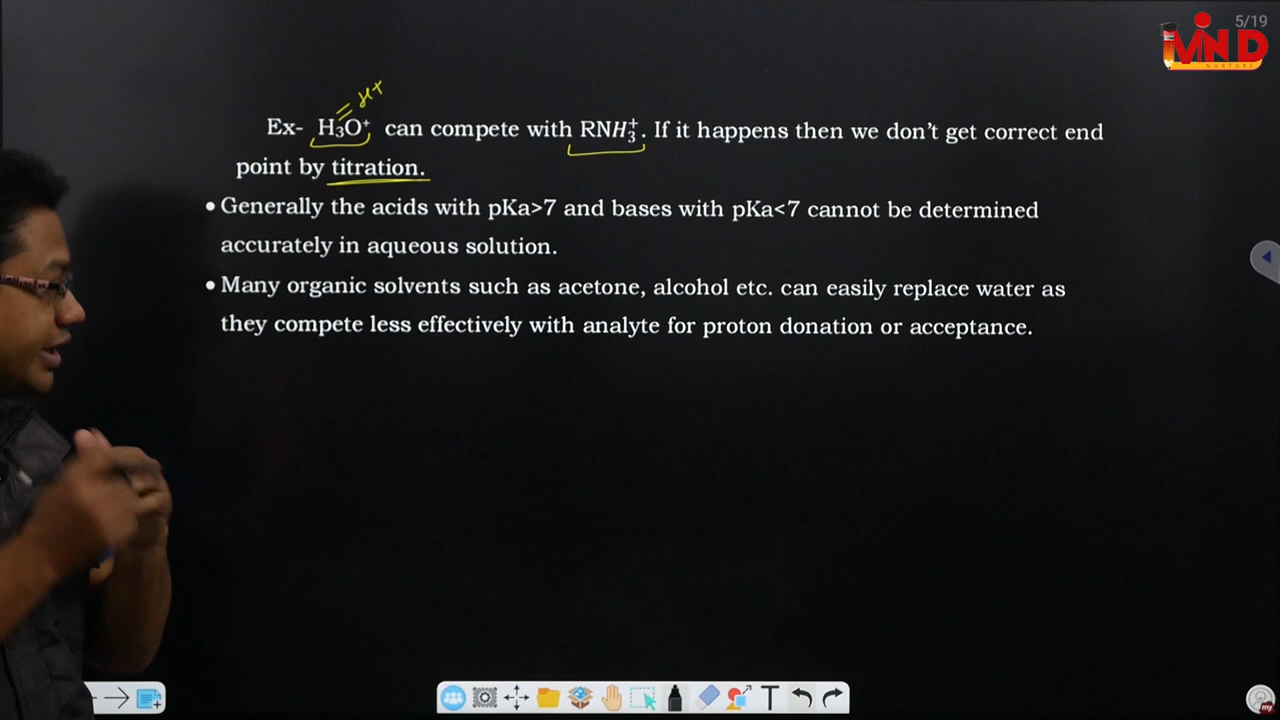 5/19
MIND
NURTURE
H+
Ex- H₃O⁺ can compete with RNH₃⁺. If it happens then we don't get correct end
point by titration.
• Generally the acids with pKa>7 and bases with pKa<7 cannot be determined
accurately in aqueous solution.
• Many organic solvents such as acetone, alcohol etc. can easily replace water as
they compete less effectively with analyte for proton donation or acceptance.
T
my